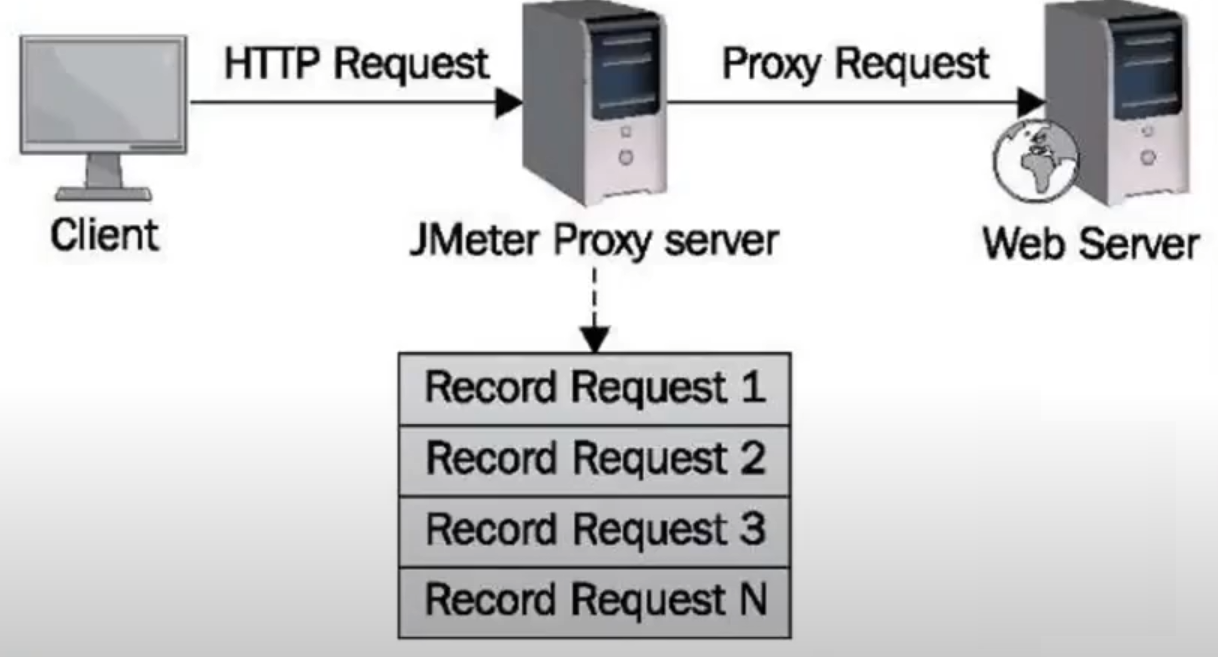 HTTP Request
Proxy Request
Client
JMeter Proxy server
Web Server
Record Request 1
Record Request 2
Record Request 3
Record Request N